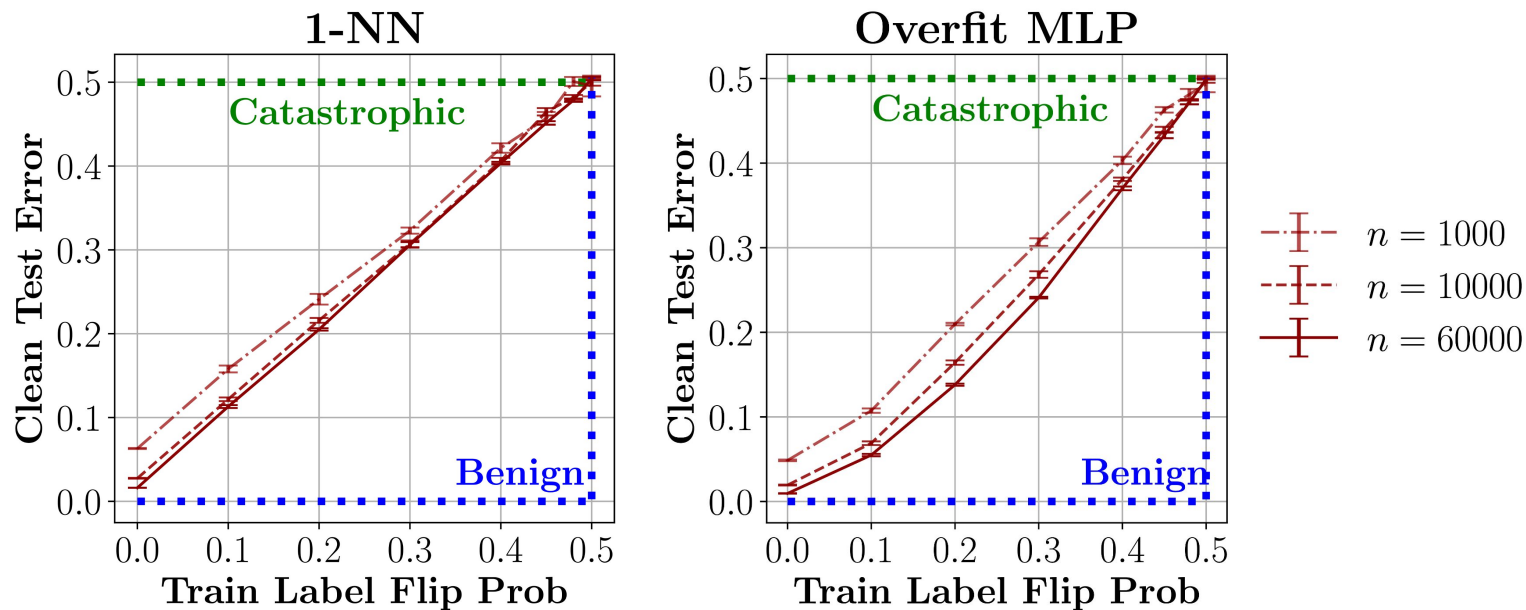 1-NN
Overfit MLP
Clean Test Error
0.5
0.4
0.3
0.2
0.1
0.0
Catastrophic
Benign
0.0 0.1 0.2 0.3 0.4 0.5
Train Label Flip Prob
Clean Test Error
0.5
0.4
0.3
0.2
0.1
0.0
Catastrophic
Benign
0.0 0.1 0.2 0.3 0.4 0.5
Train Label Flip Prob
n = 1000
n = 10000
n = 60000